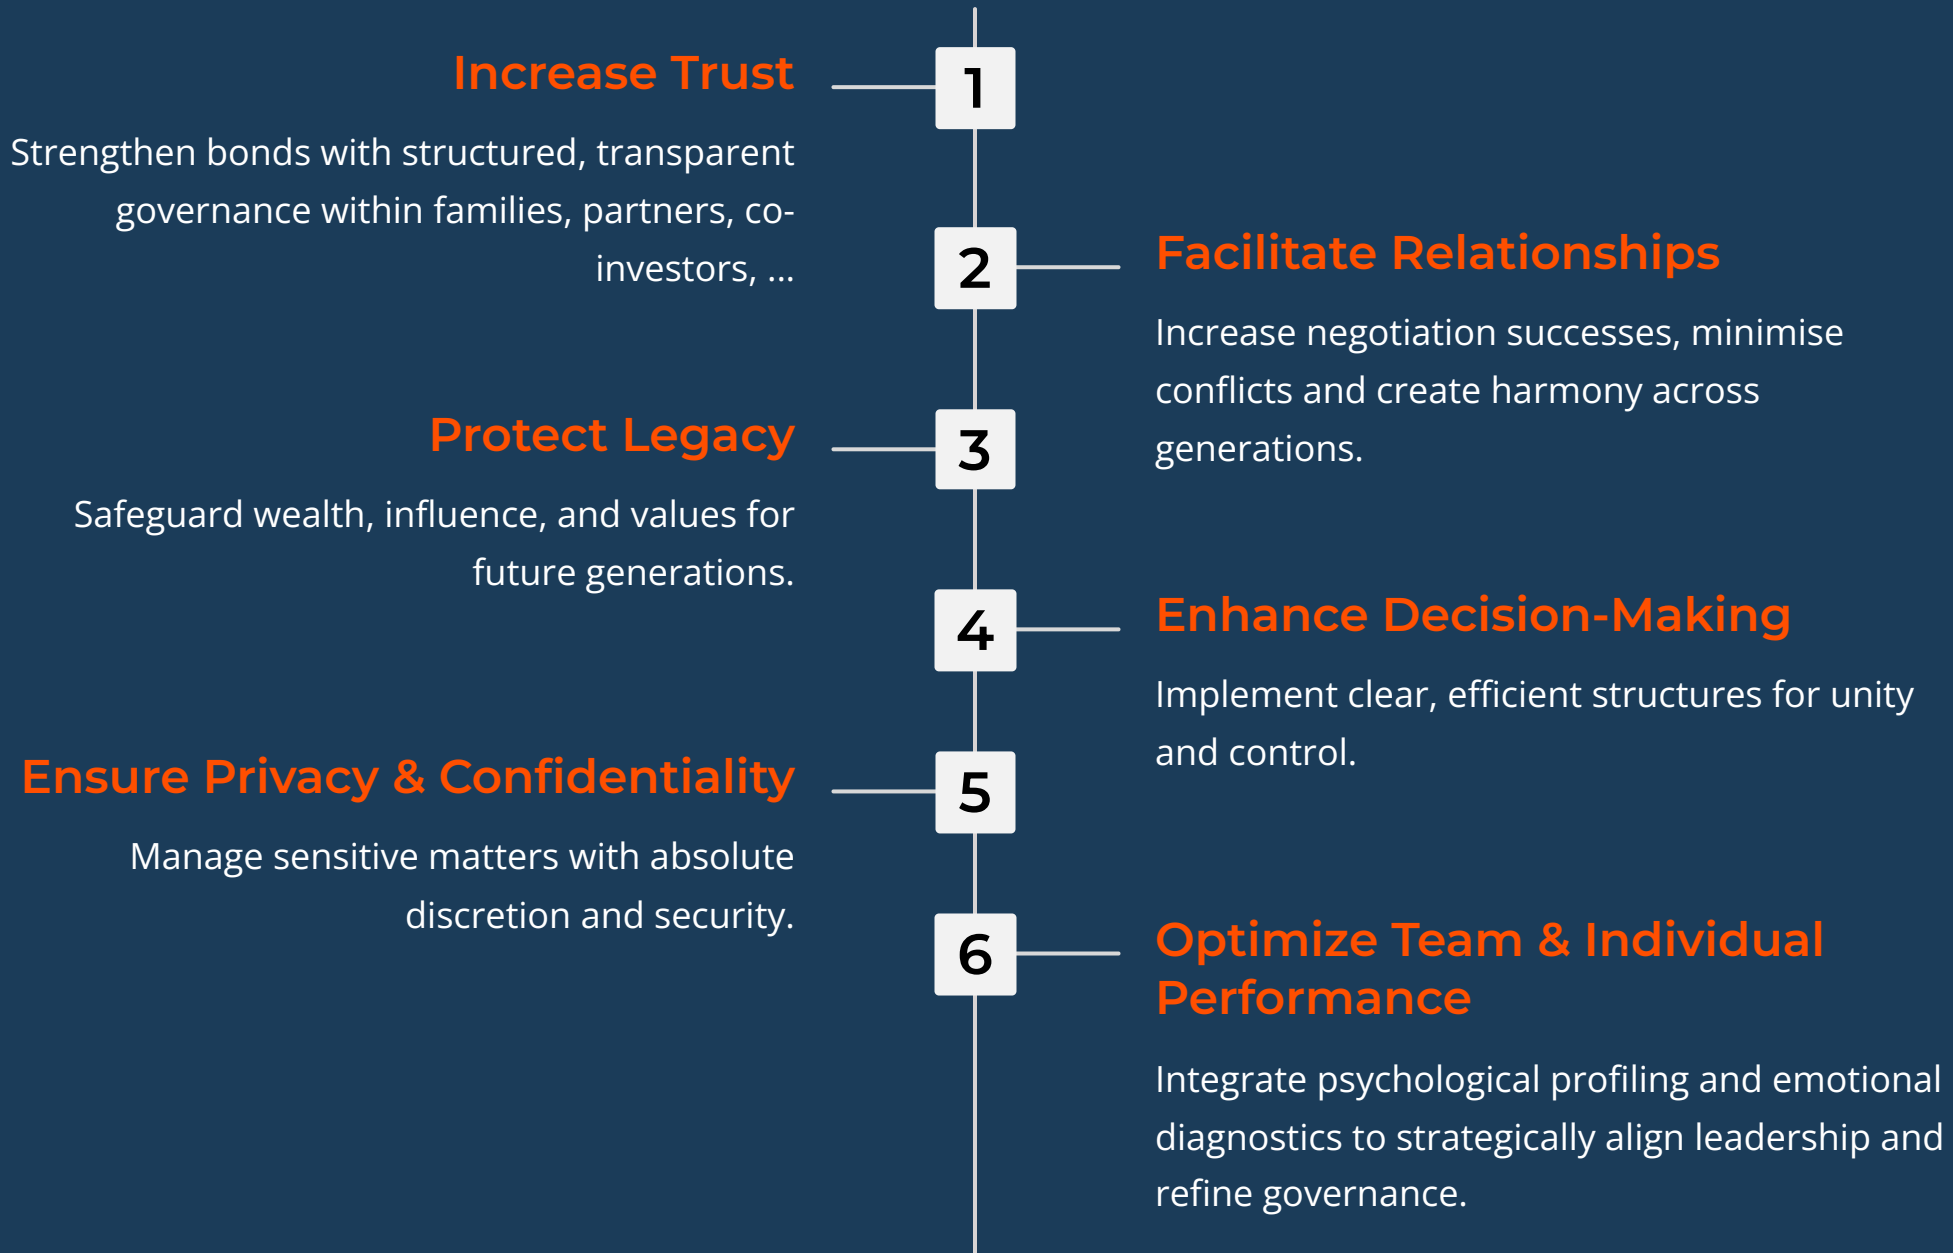 1
Increase Trust
Strengthen bonds with structured, transparent
governance within families, partners, co-
investors, ...
2
Facilitate Relationships
Increase negotiation successes, minimise
conflicts and create harmony across
generations.
3
Protect Legacy
Safeguard wealth, influence, and values for
future generations.
4
Enhance Decision-Making
Implement clear, efficient structures for unity
and control.
5
Ensure Privacy & Confidentiality
Manage sensitive matters with absolute
discretion and security.
6
Optimize Team & Individual
Performance
Integrate psychological profiling and emotional
diagnostics to strategically align leadership and
refine governance.